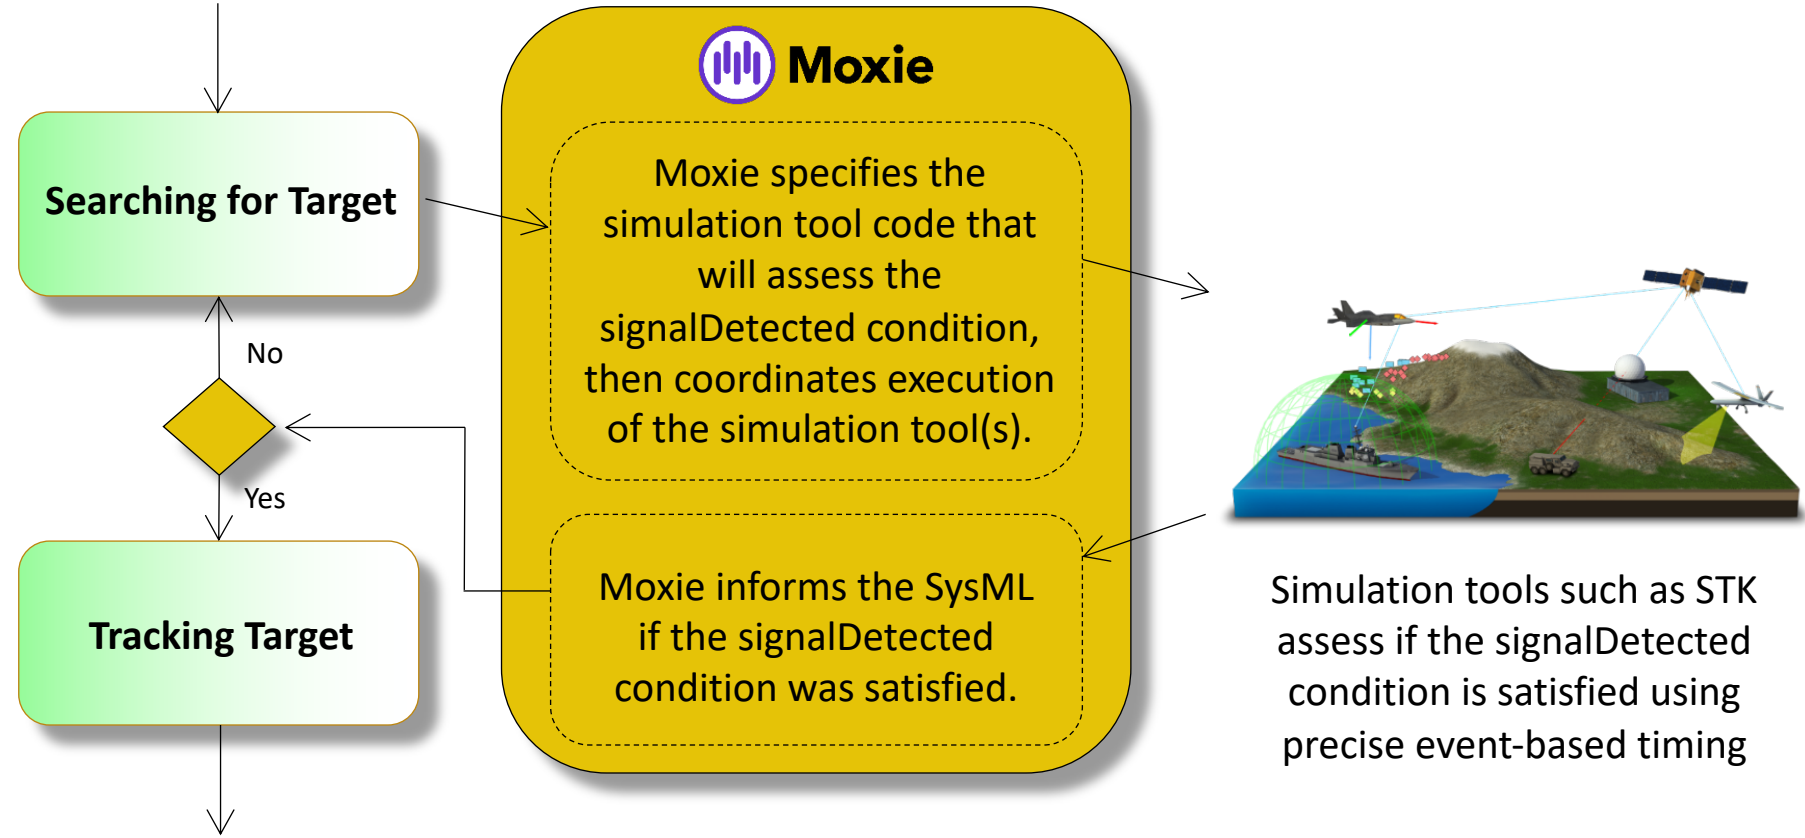 Moxie
Searching for Target
Moxie specifies the
simulation tool code that
will assess the
signalDetected condition,
then coordinates execution
of the simulation tool(s).
No
Yes
Tracking Target
Moxie informs the SysML
if the signalDetected
condition was satisfied.
Simulation tools such as STK
assess if the signalDetected
condition is satisfied using
precise event-based timing